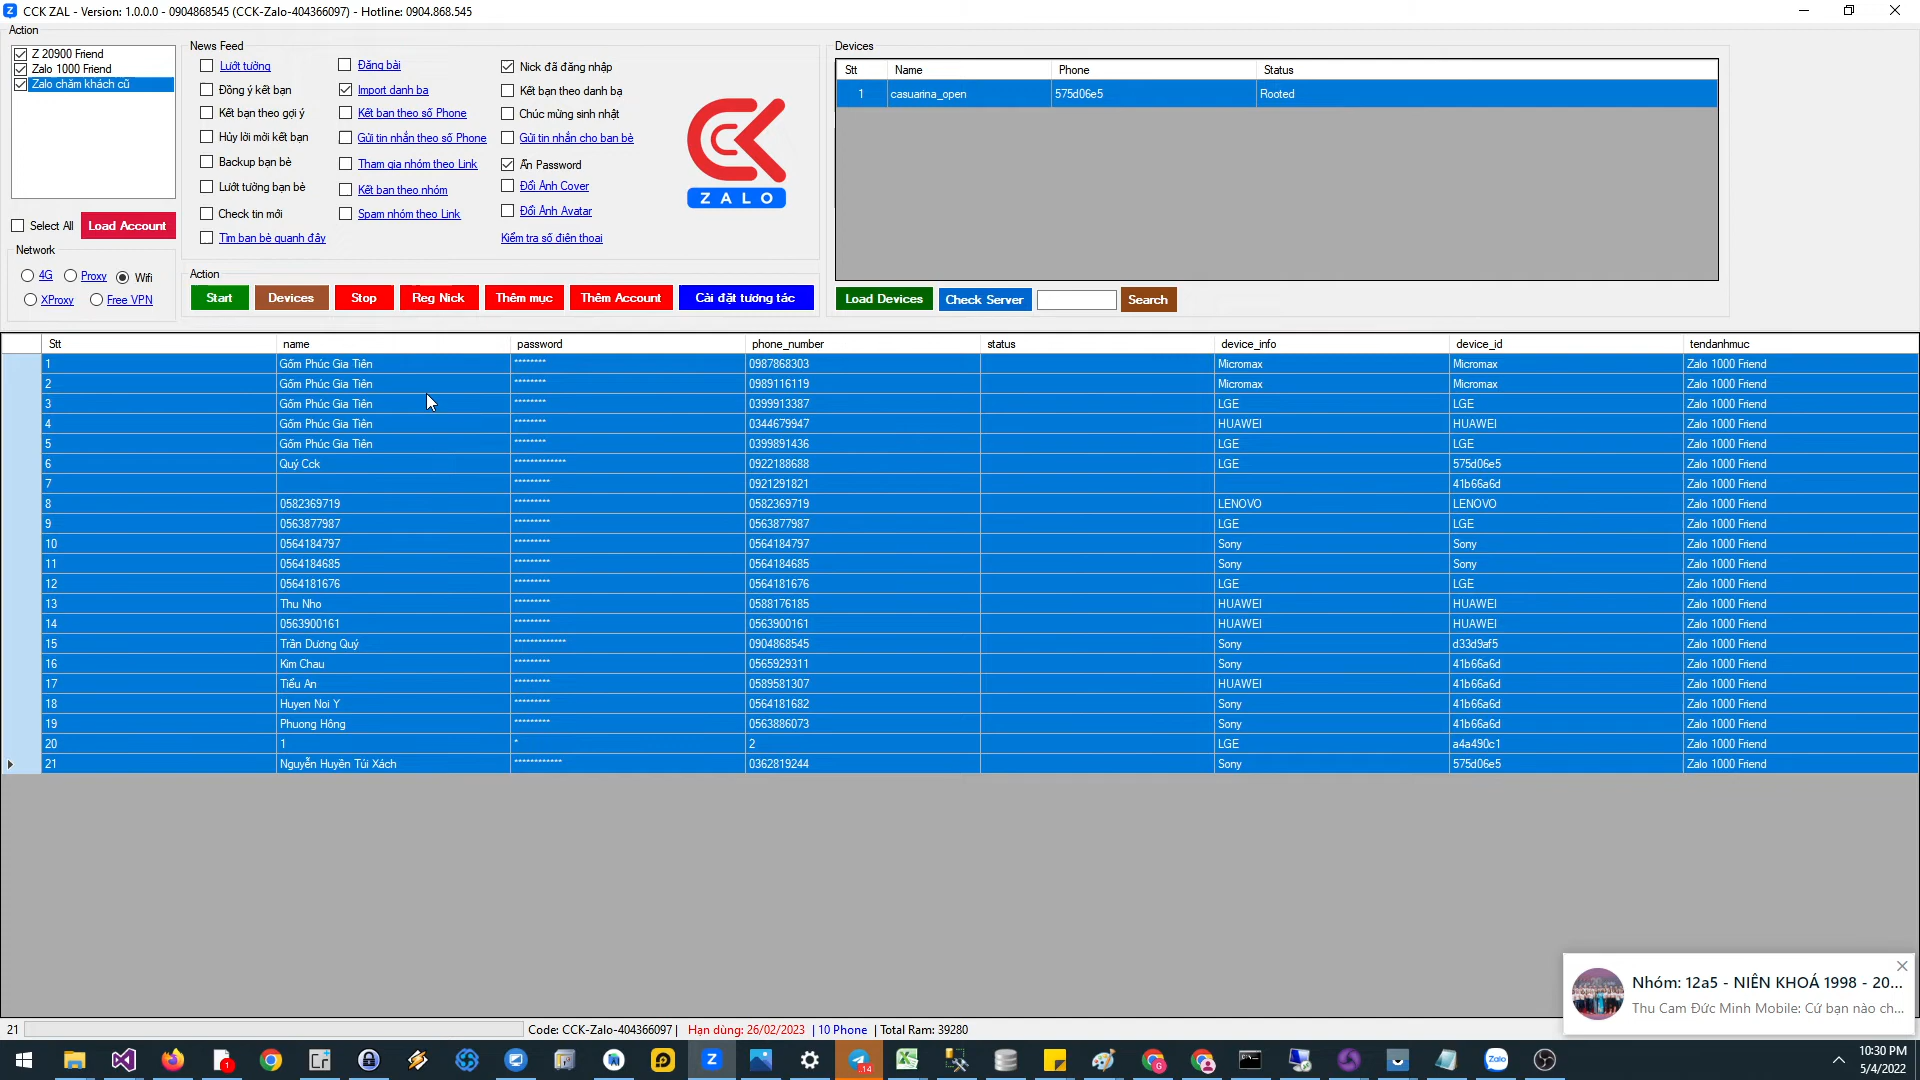 CCK ZAL - Version: 1.0.0.0 - 0904868545 (CCK-Zalo-404366097) - Hotline: 0904.868.545
Action
Z 20900 Friend
Zalo 1000 Friend
Zalo chăm khách cũ
Select All
Load Account
Network
4G
Proxy
Wifi
XProxy
Free VPN
News Feed
Lướt tường
Đồng ý kết bạn
Kết bạn theo gợi ý
Hủy lời mời kết bạn
Backup bạn bè
Lướt tường bạn bè
Check tin mới
Tìm bạn bè quanh đây
Đăng bài
Import danh bạ
Kết bạn theo số Phone
Gửi tin nhắn theo số Phone
Tham gia nhóm theo Link
Kết bạn theo nhóm
Spam nhóm theo Link
Nick đã đăng nhập
Kết bạn theo danh bạ
Chúc mừng sinh nhật
Gửi tin nhắn cho bạn bè
Ẩn Password
Đổi Ảnh Cover
Đổi Ảnh Avatar
Kiểm tra số điện thoại
ZALO
Action
Start
Devices
Stop
Reg Nick
Thêm mục
Thêm Account
Cài đặt tương tác
Devices
Stt Name Phone Status
1 casuarina_open 575d06e5 Rooted
Load Devices
Check Server
Search
Stt name password phone_number status device_info device_id tendanhmuc
1 Gốm Phúc Gia Tiên ******** 0987868303 Micromax Micromax Zalo 1000 Friend
2 Gốm Phúc Gia Tiên ******** 0989116119 Micromax Micromax Zalo 1000 Friend
3 Gốm Phúc Gia Tiên ******** 0399913387 LGE LGE Zalo 1000 Friend
4 Gốm Phúc Gia Tiên ******** 0344679947 HUAWEI HUAWEI Zalo 1000 Friend
5 Gốm Phúc Gia Tiên ******** 0399891436 LGE LGE Zalo 1000 Friend
6 Quý Cck ************* 0922188688 LGE 575d06e5 Zalo 1000 Friend
7 ********* 0921291821 41b66a6d Zalo 1000 Friend
8 0582369719 ********* 0582369719 LENOVO LENOVO Zalo 1000 Friend
9 0563877987 ********* 0563877987 LGE LGE Zalo 1000 Friend
10 0564184797 ********* 0564184797 Sony Sony Zalo 1000 Friend
11 0564184685 ********* 0564184685 Sony Sony Zalo 1000 Friend
12 0564181676 ********* 0564181676 LGE LGE Zalo 1000 Friend
13 Thu Nho ********* 0588176185 HUAWEI HUAWEI Zalo 1000 Friend
14 0563900161 ********* 0563900161 HUAWEI HUAWEI Zalo 1000 Friend
15 Trần Dương Quý ************* 0904868545 Sony d33d9af5 Zalo 1000 Friend
16 Kim Chau ********* 0565929311 Sony 41b66a6d Zalo 1000 Friend
17 Tiểu An ********* 0589581307 HUAWEI 41b66a6d Zalo 1000 Friend
18 Huyen Noi Y ********* 0564181682 Sony 41b66a6d Zalo 1000 Friend
19 Phuong Hông ********* 0563886073 Sony 41b66a6d Zalo 1000 Friend
20 1 * 2 LGE a4a490c1 Zalo 1000 Friend
21 Nguyễn Huyền Túi Xách ************ 0362819244 Sony 575d06e5 Zalo 1000 Friend
Nhóm: 12a5 - NIÊN KHOÁ 1998 - 20...
Thu Cam Đức Minh Mobile: Cứ bạn nào ch...
21 Code: CCK-Zalo-404366097 | Hạn dùng: 26/02/2023 | 10 Phone | Total Ram: 39280
10:30 PM
5/4/2022